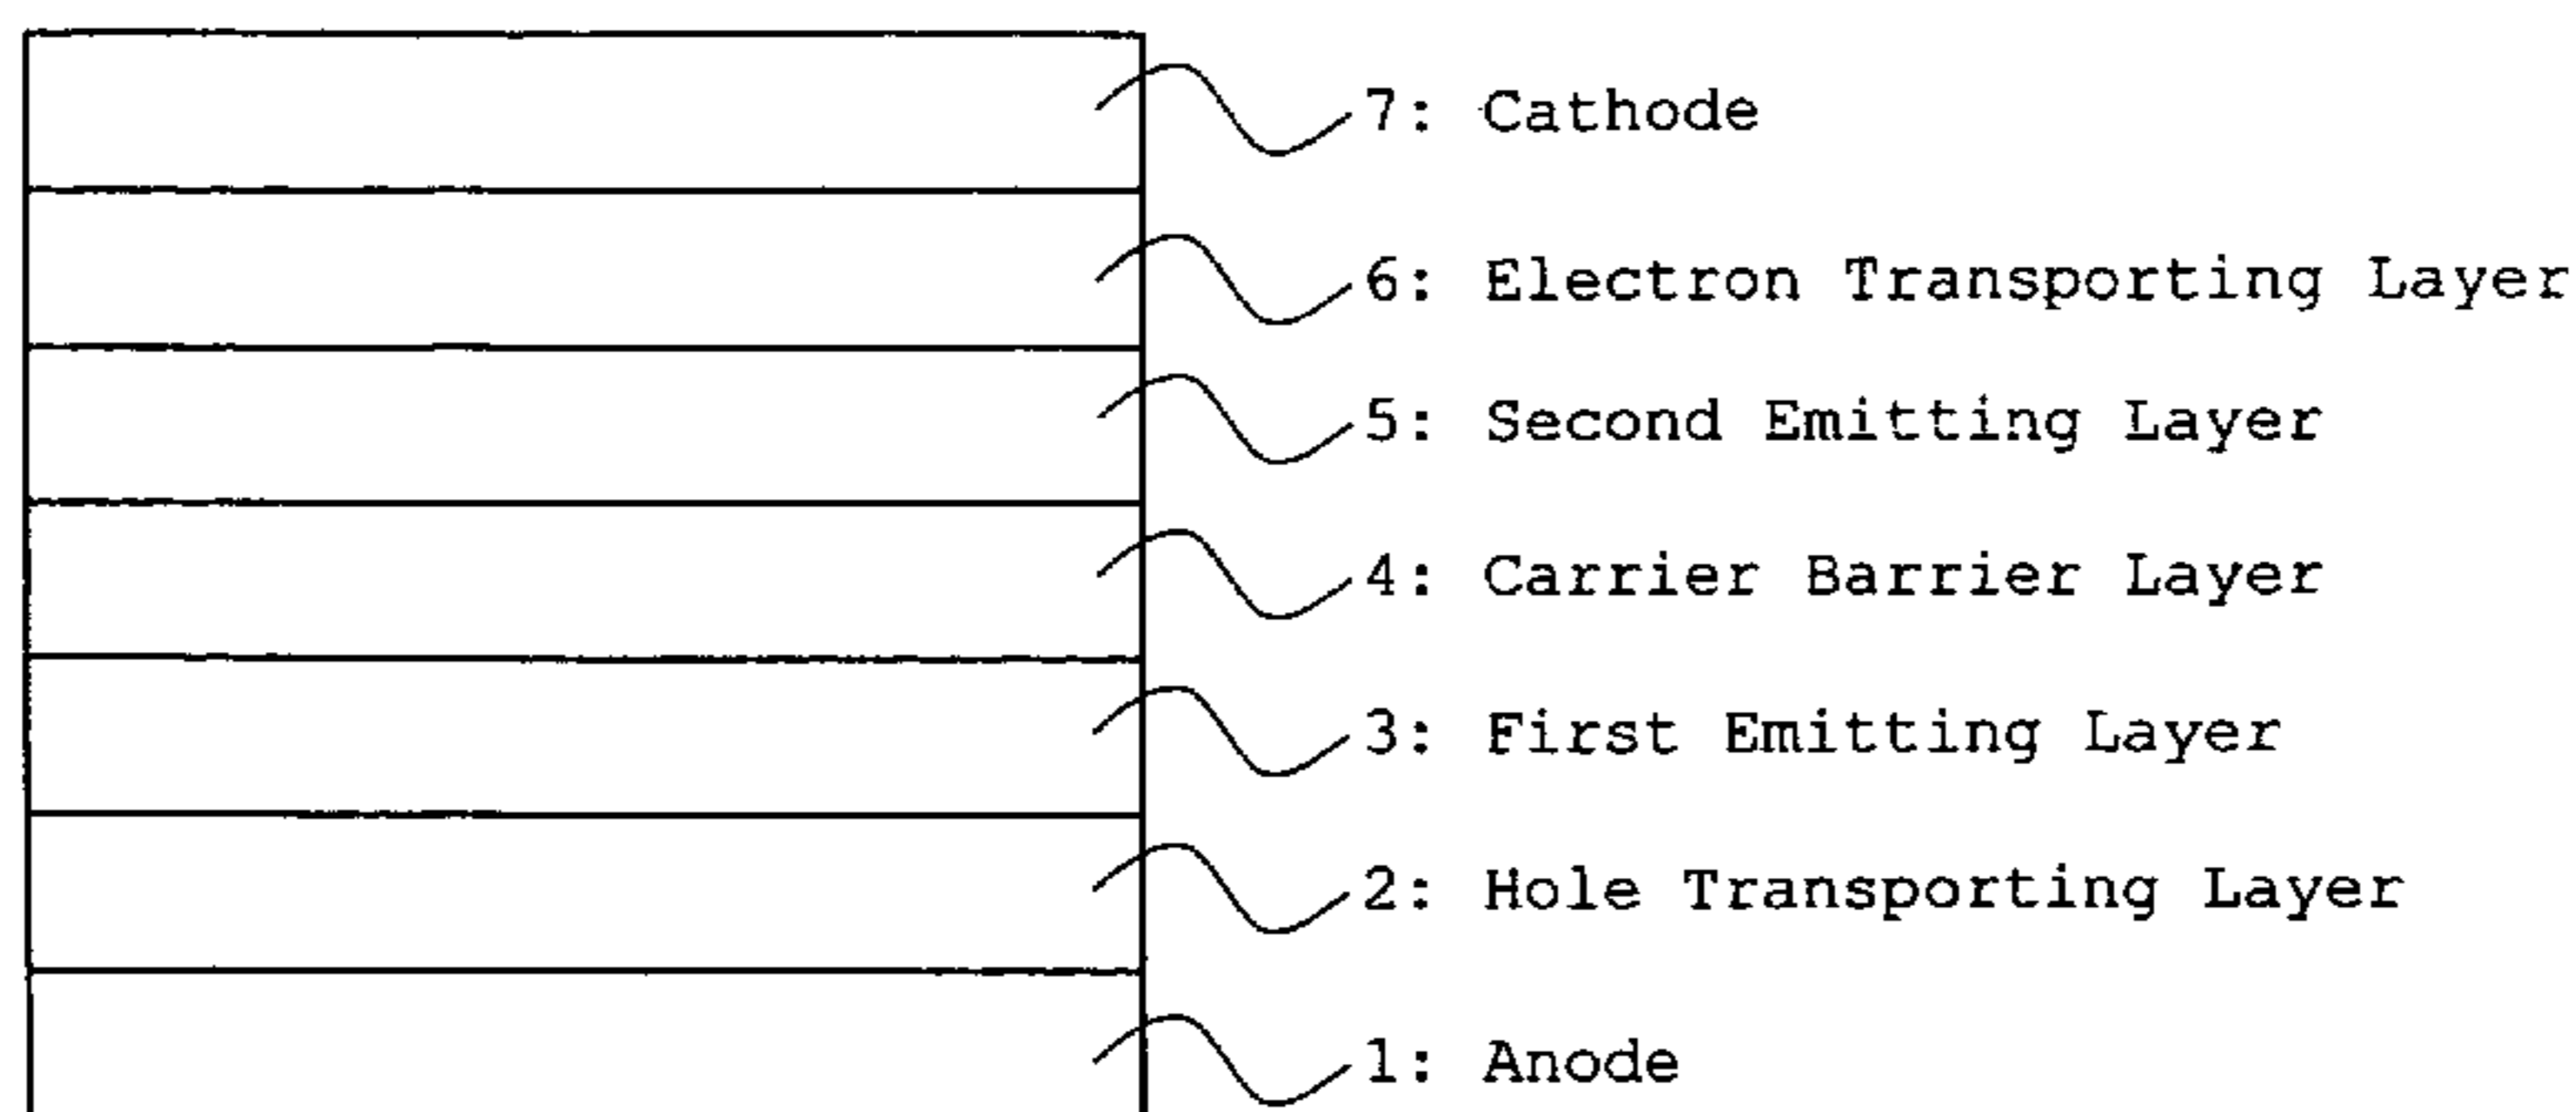 7: Cathode
6: Electron Transporting Layer
5: Second Emitting Layer
4: Carrier Barrier Layer
3: First Emitting Layer
2: Hole Transporting Layer
1: Anode